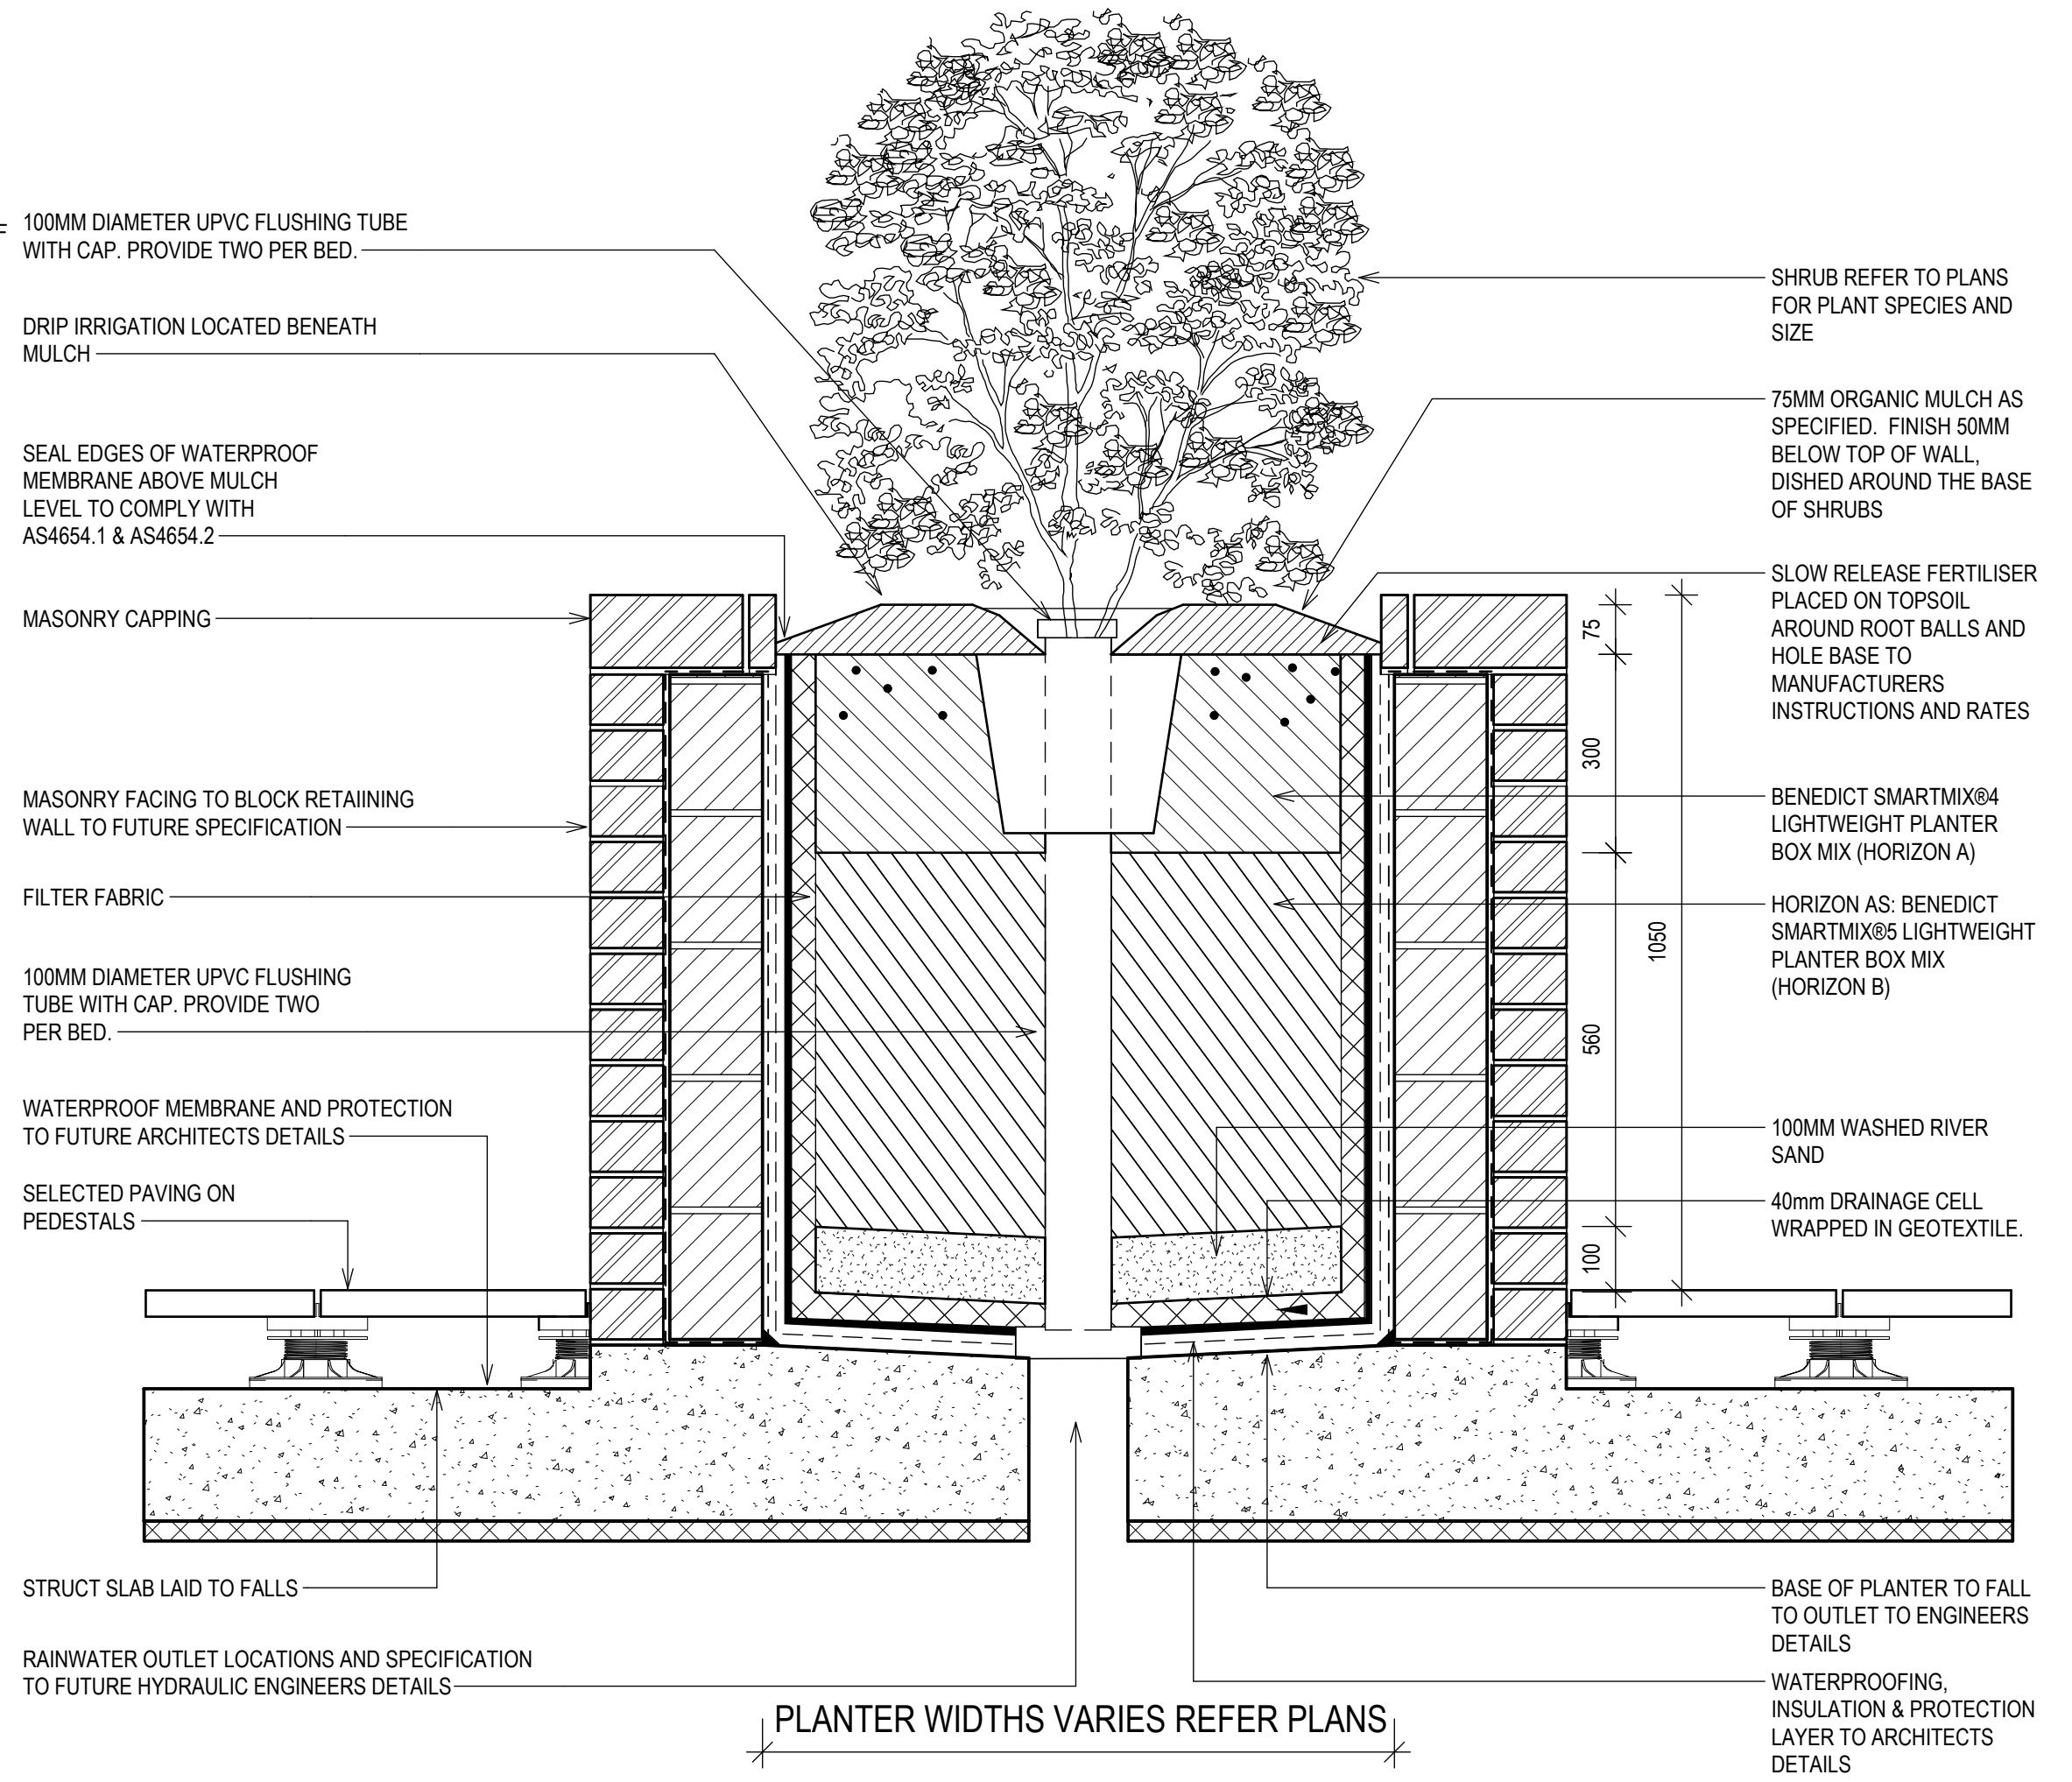 F
100MM DIAMETER UPVC FLUSHING TUBE
WITH CAP. PROVIDE TWO PER BED.
DRIP IRRIGATION LOCATED BENEATH
MULCH
SEAL EDGES OF WATERPROOF
MEMBRANE ABOVE MULCH
LEVEL TO COMPLY WITH
AS4654.1 & AS4654.2
MASONRY CAPPING
MASONRY FACING TO BLOCK RETAIINING
WALL TO FUTURE SPECIFICATION
FILTER FABRIC
100MM DIAMETER UPVC FLUSHING
TUBE WITH CAP. PROVIDE TWO
PER BED.
WATERPROOF MEMBRANE AND PROTECTION
TO FUTURE ARCHITECTS DETAILS
SELECTED PAVING ON
PEDESTALS
STRUCT SLAB LAID TO FALLS
RAINWATER OUTLET LOCATIONS AND SPECIFICATION
TO FUTURE HYDRAULIC ENGINEERS DETAILS
PLANTER WIDTHS VARIES REFER PLANS
75
300
560
100
1050
SHRUB REFER TO PLANS
FOR PLANT SPECIES AND
SIZE
75MM ORGANIC MULCH AS
SPECIFIED. FINISH 50MM
BELOW TOP OF WALL,
DISHED AROUND THE BASE
OF SHRUBS
SLOW RELEASE FERTILISER
PLACED ON TOPSOIL
AROUND ROOT BALLS AND
HOLE BASE TO
MANUFACTURERS
INSTRUCTIONS AND RATES
BENEDICT SMARTMIX®4
LIGHTWEIGHT PLANTER
BOX MIX (HORIZON A)
HORIZON AS: BENEDICT
SMARTMIX®5 LIGHTWEIGHT
PLANTER BOX MIX
(HORIZON B)
100MM WASHED RIVER
SAND
40mm DRAINAGE CELL
WRAPPED IN GEOTEXTILE.
BASE OF PLANTER TO FALL
TO OUTLET TO ENGINEERS
DETAILS
WATERPROOFING,
INSULATION & PROTECTION
LAYER TO ARCHITECTS
DETAILS